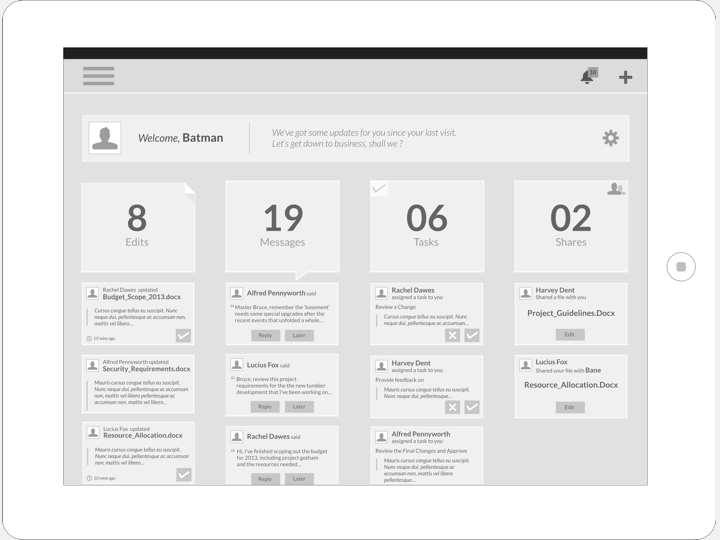 10
Welcome, Batman
We've got some updates for you since your last visit.
Let's get down to business, shall we ?
8
Edits
19
Messages
06
Tasks
02
Shares
Rachel Dawes updated
Budget_Scope_2013.docx
Cursus congue tellus eu suscipit. Nunc
neque dui, pellentesque ac accumsan non,
mattis vel libero...
19 mins ago
Alfred Pennyworth updated
Security_Requirements.docx
Mauris cursus congue tellus eu suscipit.
Nunc neque dui, pellentesque ac
accumsan non, mattis vel libero...
Lucius Fox updated
Resource_Allocation.docx
Mauris cursus congue tellus eu suscipit.
Nunc neque dui, pellentesque ac accumsan
non, mattis vel libero...
30 mins ago
Alfred Pennyworth said
“ Master Bruce, remember the 'basement'
needs some special upgrades after the
recent events that unfolded a whole...
Reply
Later
Lucius Fox said
“ Bruce, review this project
requirements for the the new tumbler
development that I've been working on...
Reply
Later
Rachel Dawes said
“ Hi. I've finished scoping out the budget
for 2013, including project gotham
and the resources needed...
Reply
Later
Rachel Dawes
assigned a task to you
Review a Change
Cursus congue tellus eu suscipit. Nunc
neque dui, pellentesque ac accumsan...
Harvey Dent
assigned a task to you
Provide feedback on
Mauris cursus congue tellus eu suscipit.
Nunc neque dui, pellentesque...
Alfred Pennyworth
assigned a task to you
Review the Final Changes and Approve
Mauris cursus congue tellus eu suscipit.
Nunc neque dui, pellentesque ac
accumsan non, mattis vel libero
pellentesque...
Harvey Dent
Shared a file with you
Project_Guidelines.Docx
Edit
Lucius Fox
Shared your file with Bane
Resource_Allocation.Docx
Edit